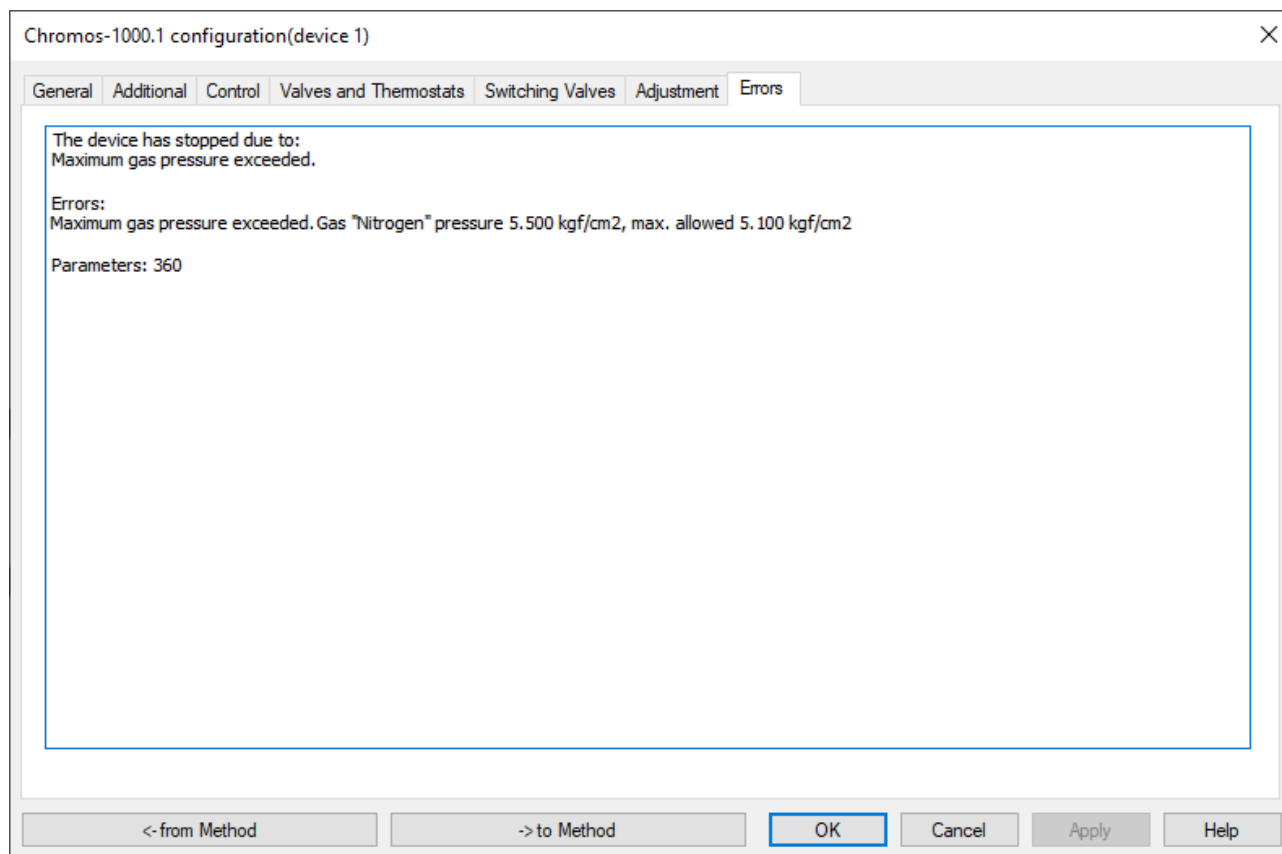 Chromos-1000.1 configuration(device 1)
General Additional Control Valves and Thermostats Switching Valves Adjustment Errors
The device has stopped due to:
Maximum gas pressure exceeded.
Errors:
Maximum gas pressure exceeded. Gas "Nitrogen" pressure 5.500 kgf/cm2, max. allowed 5.100 kgf/cm2
Parameters: 360
<-from Method ->to Method OK Cancel Apply Help